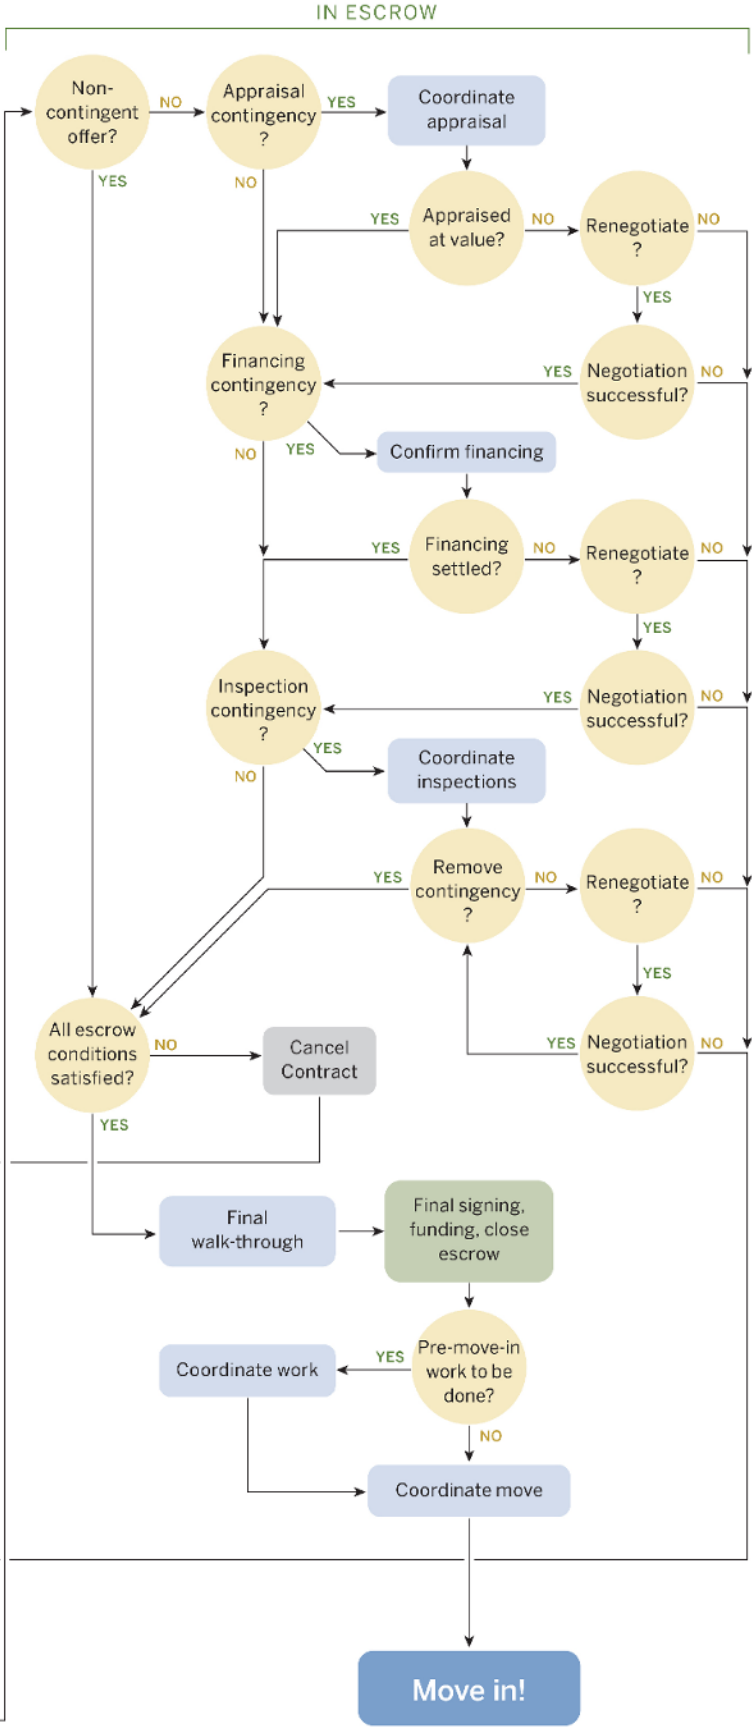 IN ESCROW
Non-
contingent
offer?
NO
Appraisal
contingency
?
YES
Coordinate
appraisal
YES
NO
YES
Appraised
at value?
NO
Renegotiate
?
NO
YES
Financing
contingency
?
YES
Negotiation
successful?
NO
NO
YES
Confirm financing
YES
Financing
settled?
NO
Renegotiate
?
NO
YES
Inspection
contingency
?
YES
Negotiation
successful?
NO
YES
NO
Coordinate
inspections
YES
Remove
contingency
?
NO
Renegotiate
?
NO
YES
All escrow
conditions
satisfied?
NO
Cancel
Contract
YES
Negotiation
successful?
NO
YES
Final
walk-through
Final signing,
funding, close
escrow
Coordinate work
YES
Pre-move-in
work to be
done?
NO
Coordinate move
Move in!